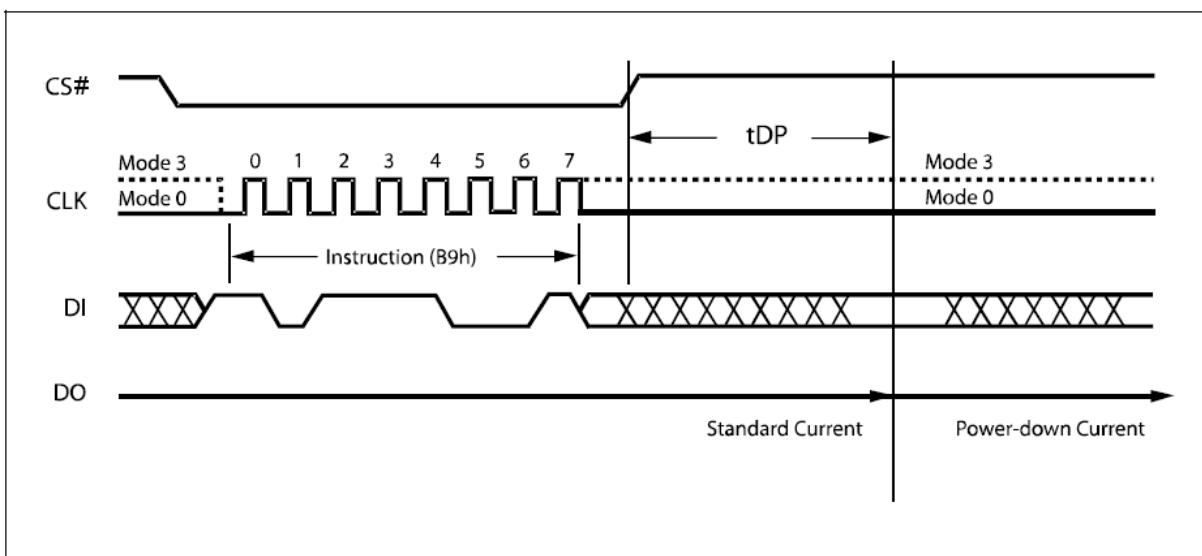 CS#
tDP
Mode 3
0 1 2 3 4 5 6 7
Mode 3
CLK
Mode 0
Mode 0
Instruction (B9h)
DI
DO
Standard Current
Power-down Current